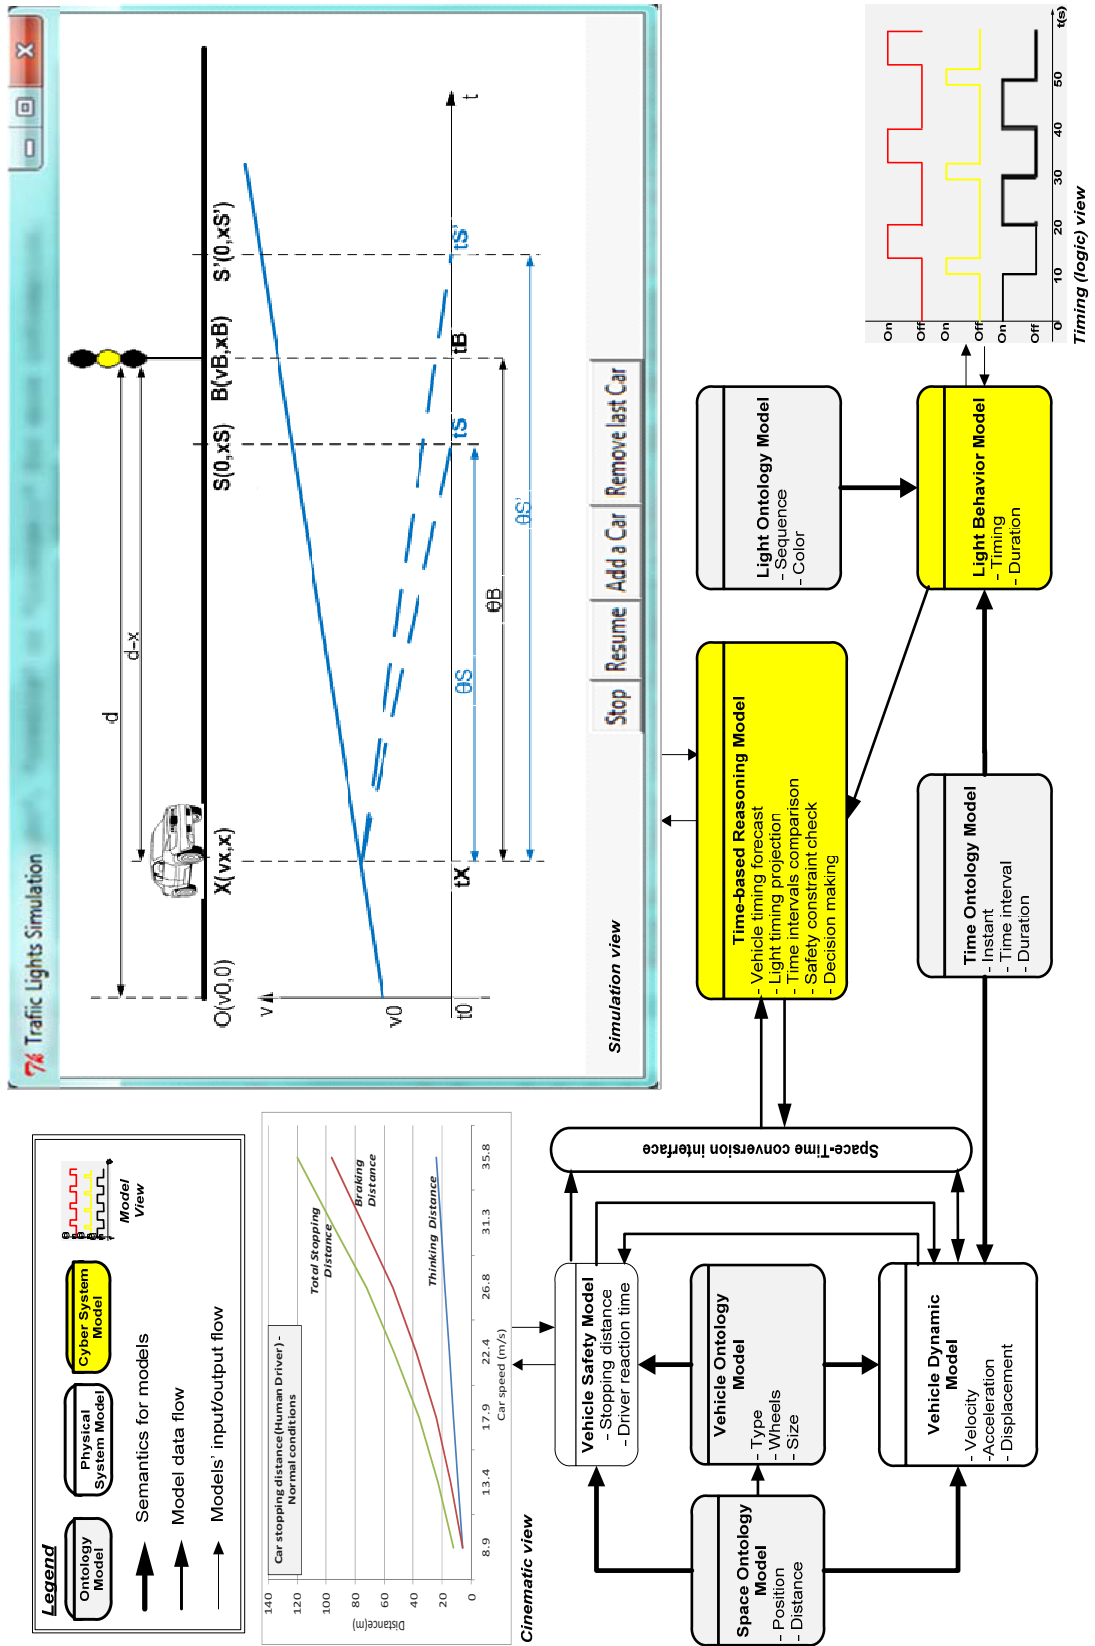 Legend
Ontology
Model
Physical
System Model
Cyber System
Model
Model
View
Semantics for models
Model data flow
Models' input/output flow
Car stopping distance(Human Driver) -
Normal conditions
Distance(m)
140
120
100
80
60
40
20
0
Total Stopping
Distance
Braking
Distance
Thinking Distance
8.9
13.4
17.9
22.4
26.8
31.3
35.8
Car speed (m/s)
Cinematic view
Traffic Lights Simulation
d
d-x
O(v0,0)
X(vx,x)
S(0,xS)
B(vB,xB)
S'(0,xS')
v
v0
t0
tX
tS
tB
tS'
t
θS
θB
θS'
Stop
Resume
Add a Car
Remove last Car
Simulation view
Space Ontology
Model
- Position
- Distance
Vehicle Safety Model
- Stopping distance
- Driver reaction time
Vehicle Ontology
Model
- Type
- Wheels
- Size
Vehicle Dynamic
Model
- Velocity
-Acceleration
- Displacement
Space-Time conversion interface
Time-based Reasoning Model
- Vehicle timing forecast
- Light timing projection
- Time intervals comparison
- Safety constraint check
- Decision making
Time Ontology Model
- Instant
- Time interval
- Duration
Light Ontology Model
- Sequence
- Color
Light Behavior Model
- Timing
- Duration
On
Off
On
Off
On
Off
0
10
20
30
40
50
t(s)
Timing (logic) view